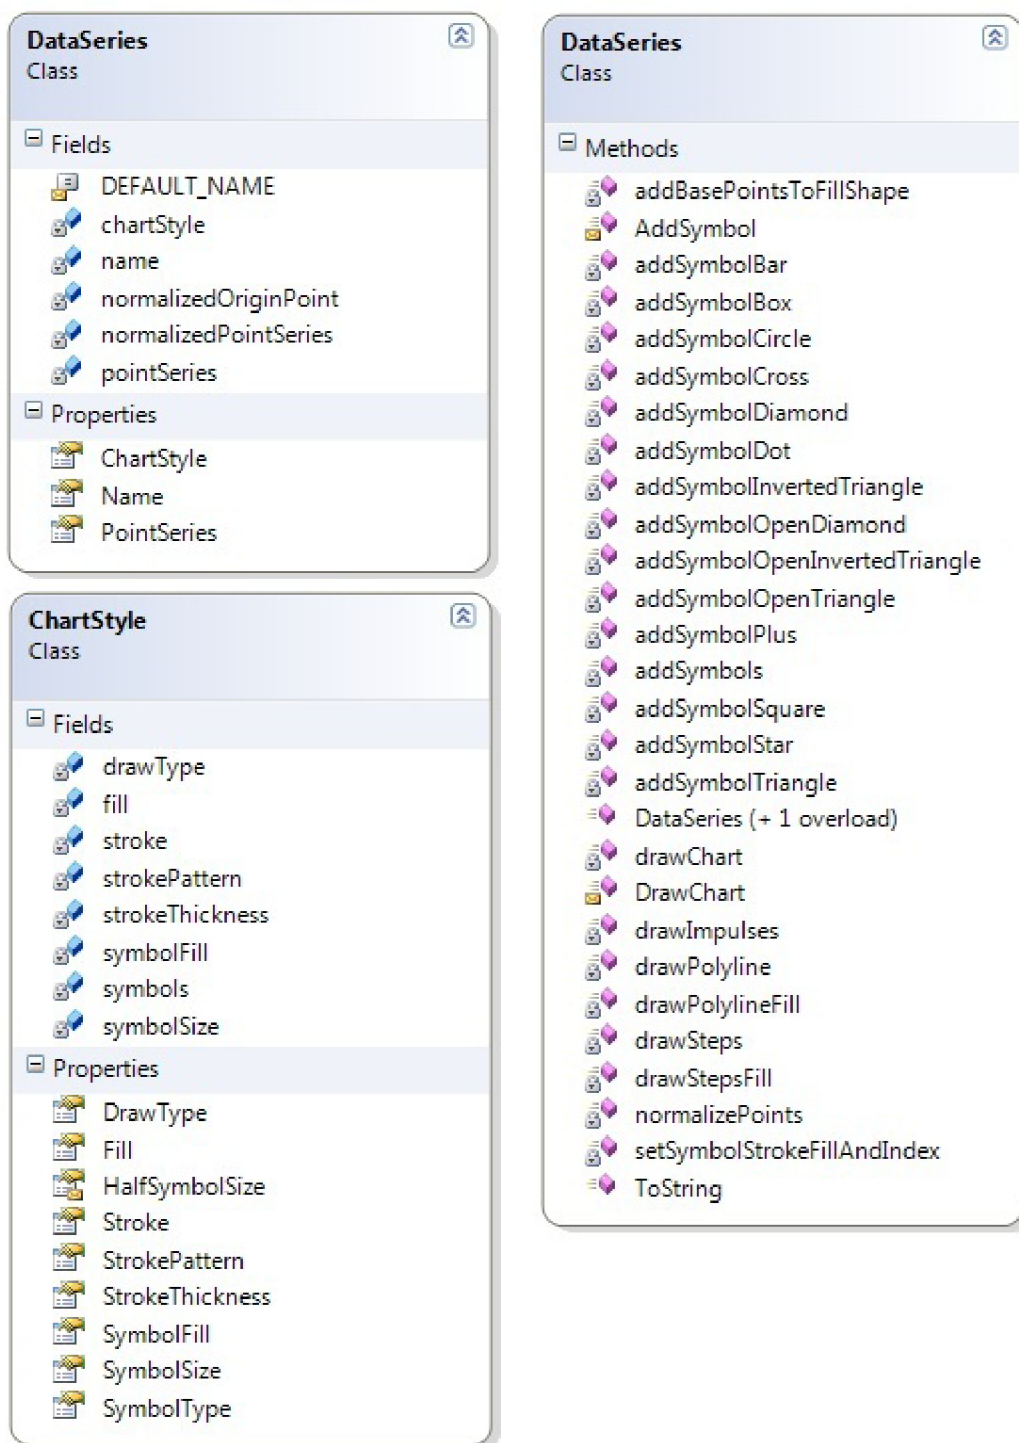 DataSeries
Class
Fields
DEFAULT_NAME
chartStyle
name
normalizedOriginPoint
normalizedPointSeries
pointSeries
Properties
ChartStyle
Name
PointSeries
ChartStyle
Class
Fields
drawType
fill
stroke
strokePattern
strokeThickness
symbolFill
symbols
symbolSize
Properties
DrawType
Fill
HalfSymbolSize
Stroke
StrokePattern
StrokeThickness
SymbolFill
SymbolSize
SymbolType
DataSeries
Class
Methods
addBasePointsToFillShape
AddSymbol
addSymbolBar
addSymbolBox
addSymbolCircle
addSymbolCross
addSymbolDiamond
addSymbolDot
addSymbolInvertedTriangle
addSymbolOpenDiamond
addSymbolOpenInvertedTriangle
addSymbolOpenTriangle
addSymbolPlus
addSymbols
addSymbolSquare
addSymbolStar
addSymbolTriangle
DataSeries (+ 1 overload)
drawChart
DrawChart
drawImpulses
drawPolyline
drawPolylineFill
drawSteps
drawStepsFill
normalizePoints
setSymbolStrokeFillAndIndex
ToString